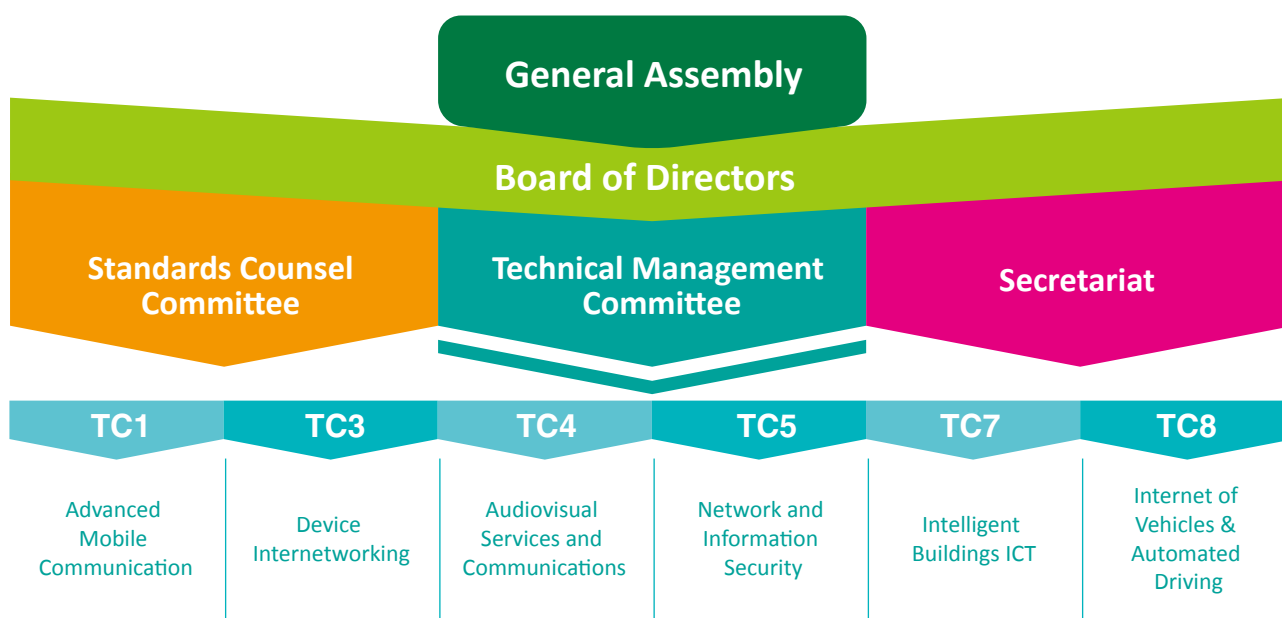 General Assembly
Board of Directors
Standards Counsel
Committee
Technical Management
Committee
Secretariat
TC1
TC3
TC4
TC5
TC7
TC8
Advanced
Mobile
Communication
Device
Internetworking
Audiovisual
Services and
Communications
Network and
Information
Security
Intelligent
Buildings ICT
Internet of
Vehicles &
Automated
Driving